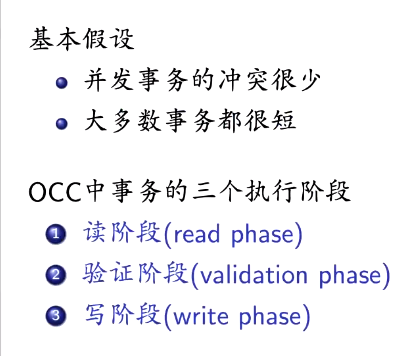 基本假设
并发事务的冲突很少
大多数事务都很短
OCC中事务的三个执行阶段
1 读阶段(read phase)
2 验证阶段(validation phase)
3 写阶段(write phase)